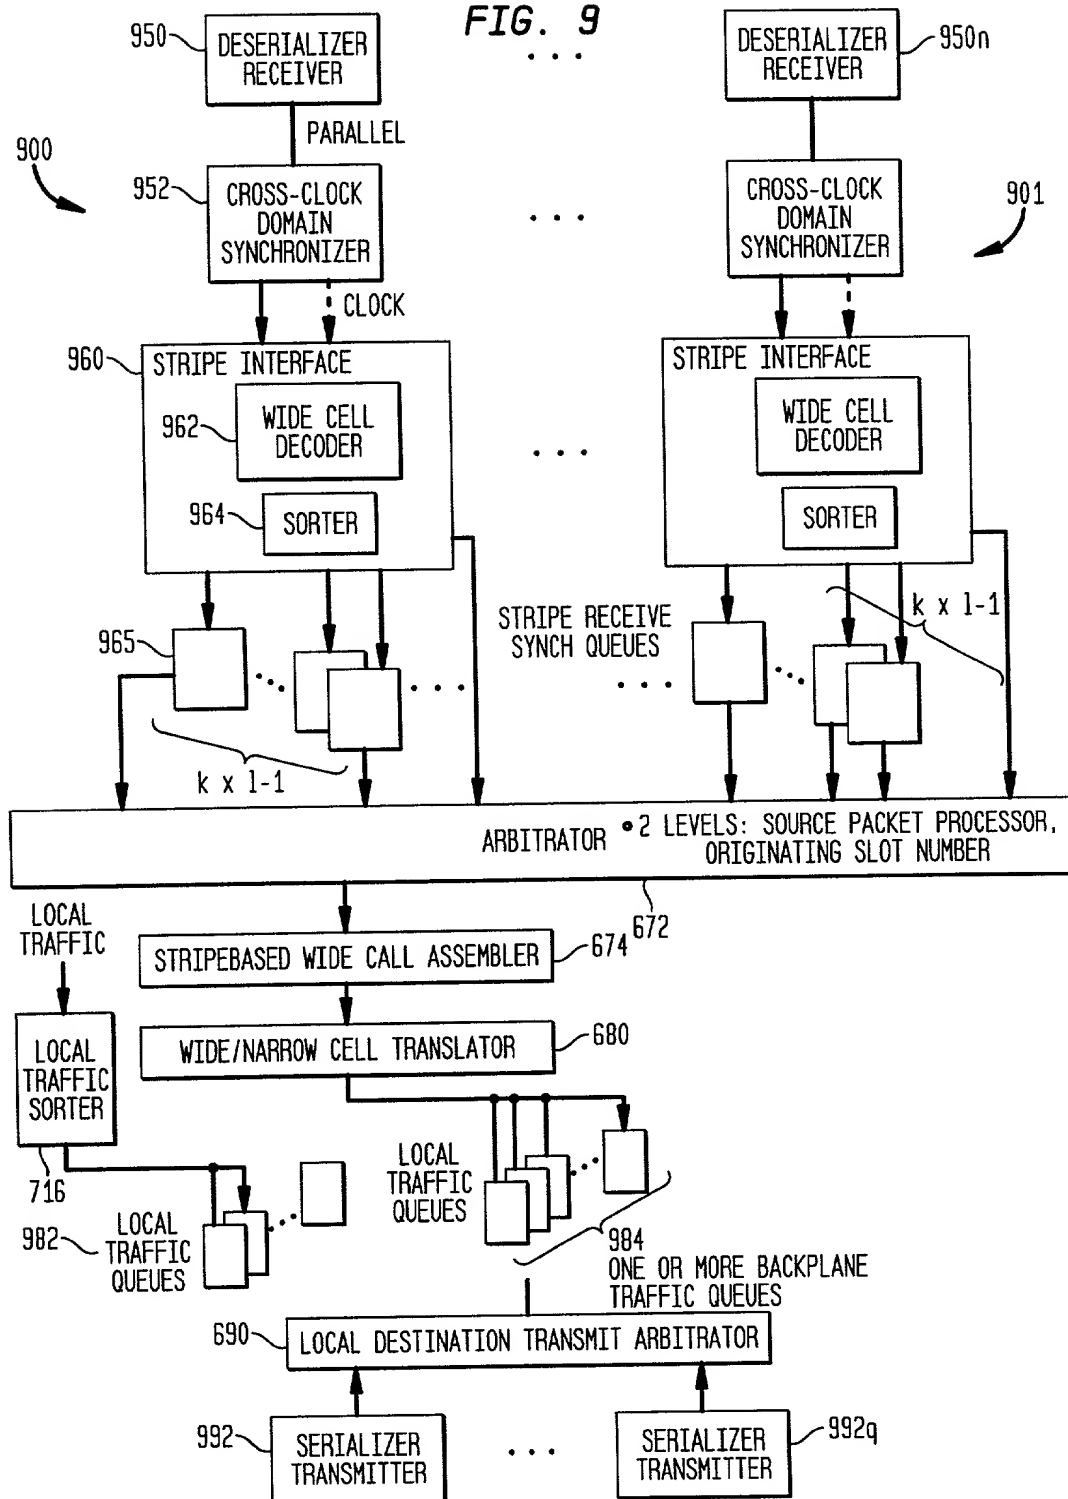 FIG. 9
950
DESERIALIZER
RECEIVER
DESERIALIZER
RECEIVER
950n
PARALLEL
900
952
CROSS-CLOCK
DOMAIN
SYNCHRONIZER
CROSS-CLOCK
DOMAIN
SYNCHRONIZER
901
CLOCK
960
STRIPE INTERFACE
STRIPE INTERFACE
962
WIDE CELL
DECODER
WIDE CELL
DECODER
964
SORTER
SORTER
965
STRIPE RECEIVE
SYNCH QUEUES
k x l-1
k x l-1
ARBITRATOR
•2 LEVELS: SOURCE PACKET PROCESSOR,
ORIGINATING SLOT NUMBER
672
LOCAL
TRAFFIC
STRIPEBASED WIDE CALL ASSEMBLER
674
WIDE/NARROW CELL TRANSLATOR
680
LOCAL
TRAFFIC
SORTER
716
LOCAL
TRAFFIC
QUEUES
982
LOCAL
TRAFFIC
QUEUES
984
ONE OR MORE BACKPLANE
TRAFFIC QUEUES
690
LOCAL DESTINATION TRANSMIT ARBITRATOR
992
SERIALIZER
TRANSMITTER
SERIALIZER
TRANSMITTER
992q